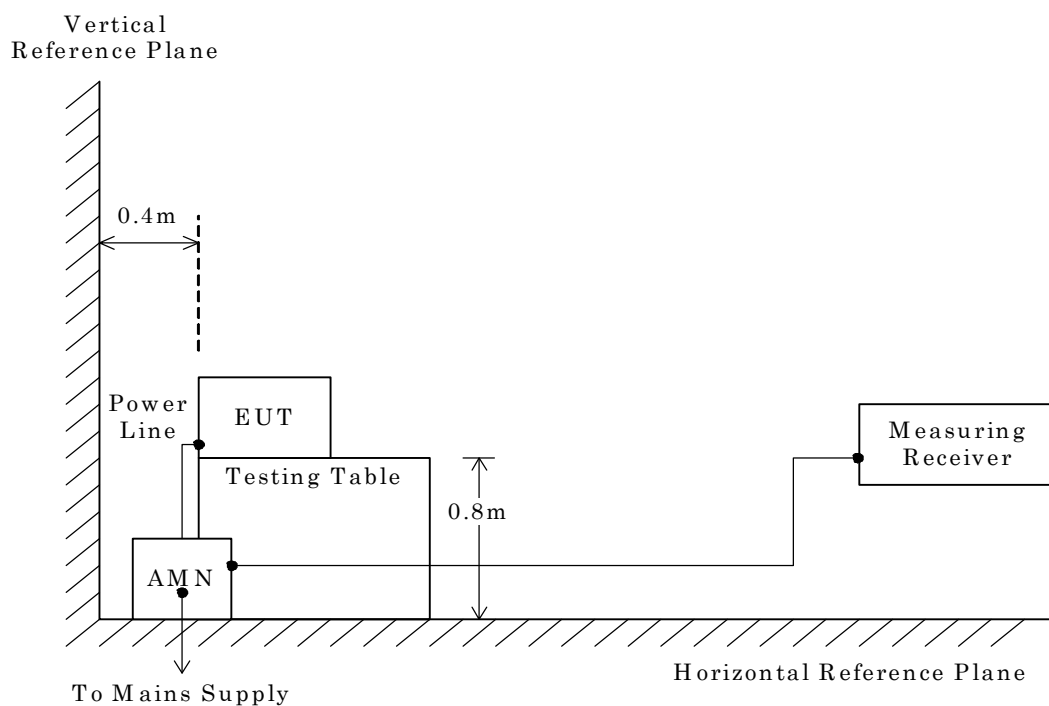 Vertical
Reference Plane
0.4m
Power
Line
EUT
Testing Table
Measuring
Receiver
0.8m
AMN
Horizontal Reference Plane
To Mains Supply